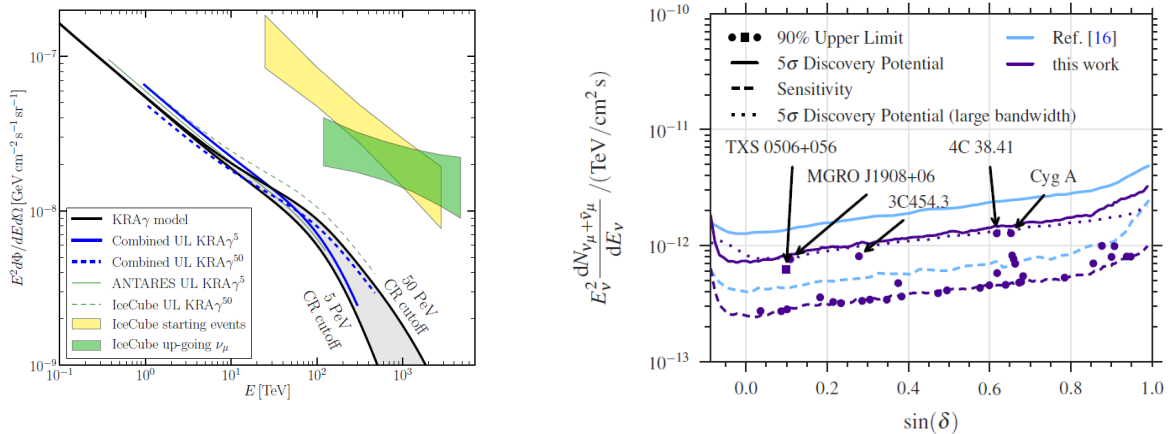 10⁻⁷
10⁻⁸
10⁻⁹
E²dΦ/dEdΩ [GeV cm⁻² s⁻¹ sr⁻¹]
KRAγ model
Combined UL KRAγ⁵
Combined UL KRAγ⁵⁰
ANTARES UL KRAγ⁵
IceCube UL KRAγ⁵⁰
IceCube starting events
IceCube up-going νμ
5 PeV
CR cutoff
50 PeV
CR cutoff
10⁻¹ 10⁰ 10¹ 10² 10³
E [TeV]
10⁻¹⁰
10⁻¹¹
10⁻¹²
10⁻¹³
E²ν dNνμ+ν̄μ / dEν /(TeV/cm² s)
90% Upper Limit
5σ Discovery Potential
Sensitivity
5σ Discovery Potential (large bandwidth)
Ref. [16]
this work
TXS 0506+056
MGRO J1908+06
3C454.3
4C 38.41
Cyg A
0.0 0.2 0.4 0.6 0.8 1.0
sin(δ)